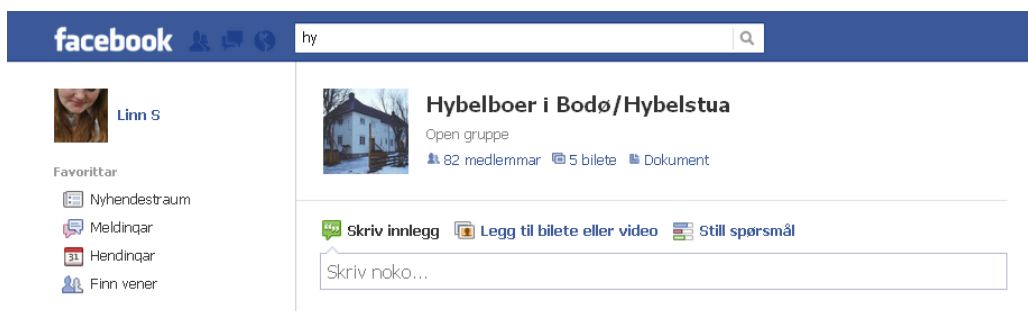 facebook
hy
Linn S
Favorittar
Nyhendestraum
Meldingar
31 Hendingar
Finn vener
Hybelboer i Bodø/Hybelstua
Open gruppe
82 medlemmar 5 bilete Dokument
Skriv innlegg Legg til bilete eller video Still spørsmål
Skriv noko...